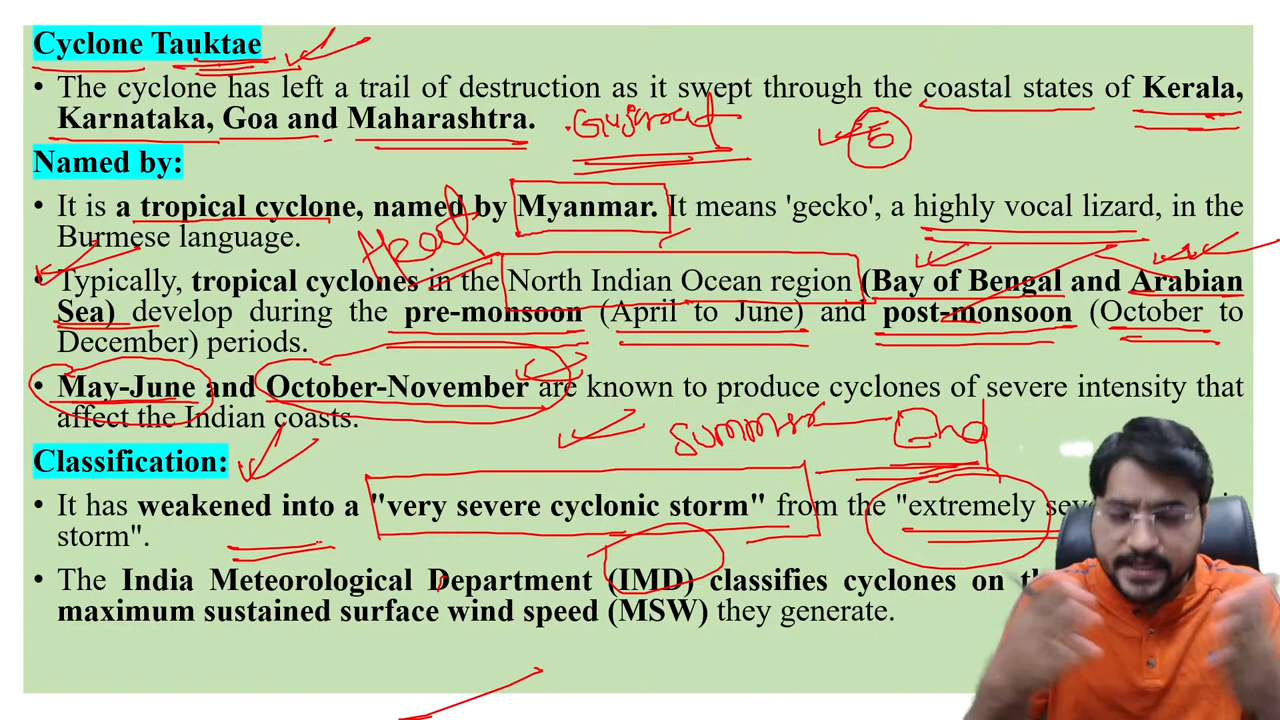 Cyclone Tauktae
• The cyclone has left a trail of destruction as it swept through the coastal states of Kerala,
Karnataka, Goa and Maharashtra.
Gujarat
5
Named by:
• It is a tropical cyclone, named by Myanmar. It means 'gecko', a highly vocal lizard, in the
Burmese language.
Heat
• Typically, tropical cyclones in the North Indian Ocean region (Bay of Bengal and Arabian
Sea) develop during the pre-monsoon (April to June) and post-monsoon (October to
December) periods.
• May-June and October-November are known to produce cyclones of severe intensity that
affect the Indian coasts.
summer End
Classification:
• It has weakened into a "very severe cyclonic storm" from the "extremely
storm".
• The India Meteorological Department (IMD) classifies cyclones on
maximum sustained surface wind speed (MSW) they generate.